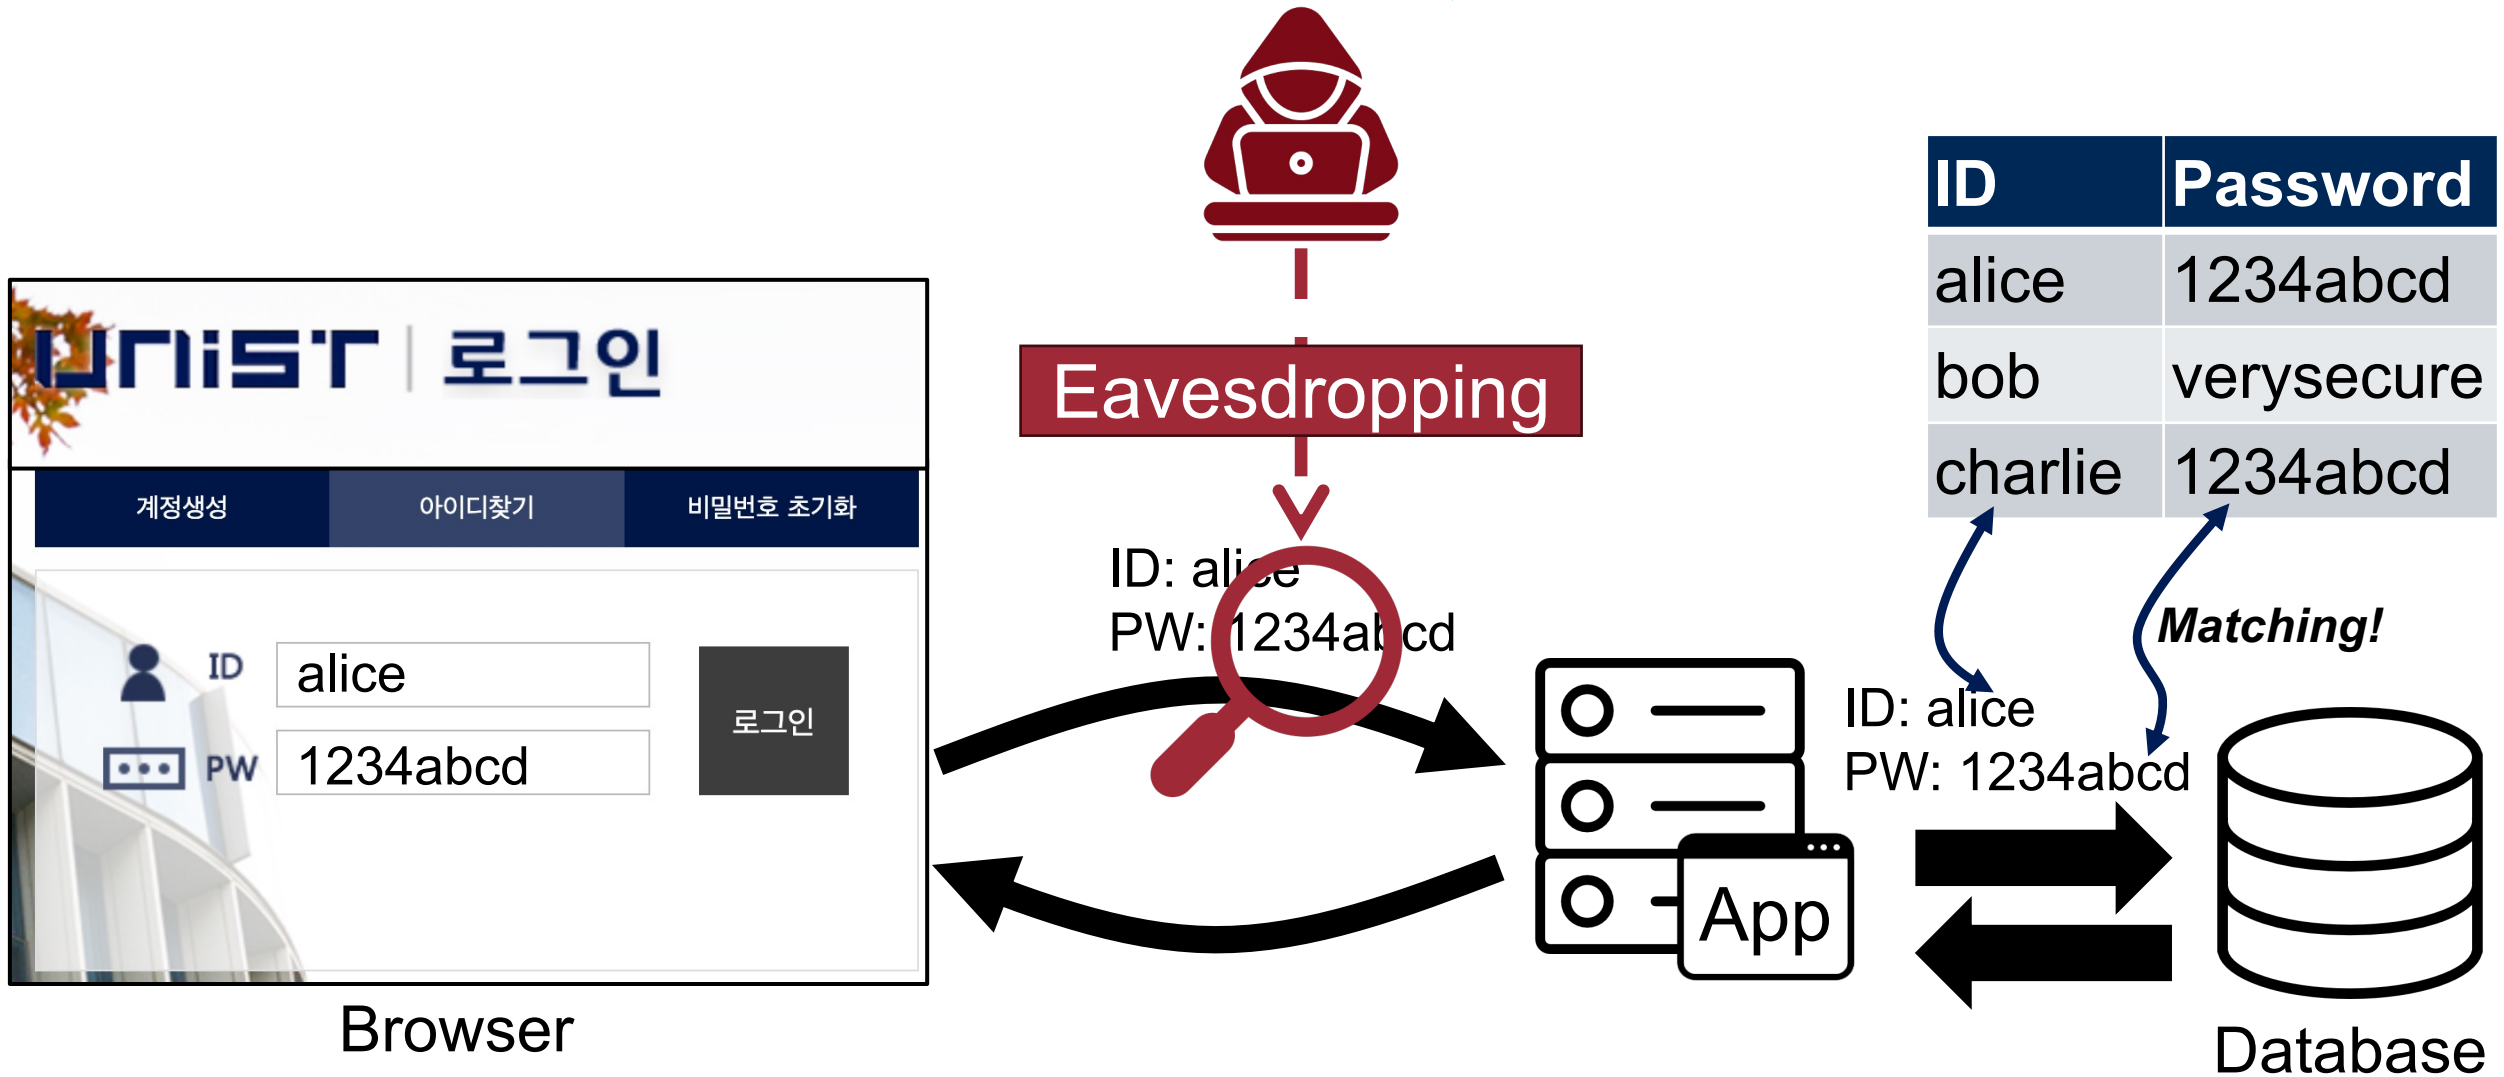 UNIST | 로그인
계정생성 아이디찾기 비밀번호 초기화
ID alice
PW 1234abcd
로그인
Browser
Eavesdropping
ID: alice
PW: 1234abcd
App
ID: alice
PW: 1234abcd
Matching!
ID Password
alice 1234abcd
bob verysecure
charlie 1234abcd
Database